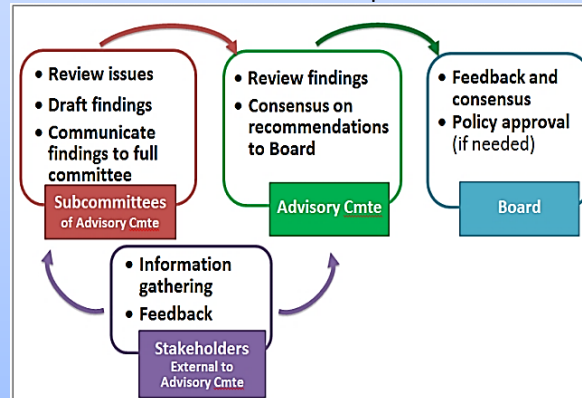 • Review issues
• Draft findings
• Communicate
findings to full
committee
Subcommittees
of Advisory Cmte
• Review findings
• Consensus on
recommendations
to Board
Advisory Cmte
• Feedback and
consensus
• Policy approval
(if needed)
Board
• Information
gathering
• Feedback
Stakeholders
External to
Advisory Cmte